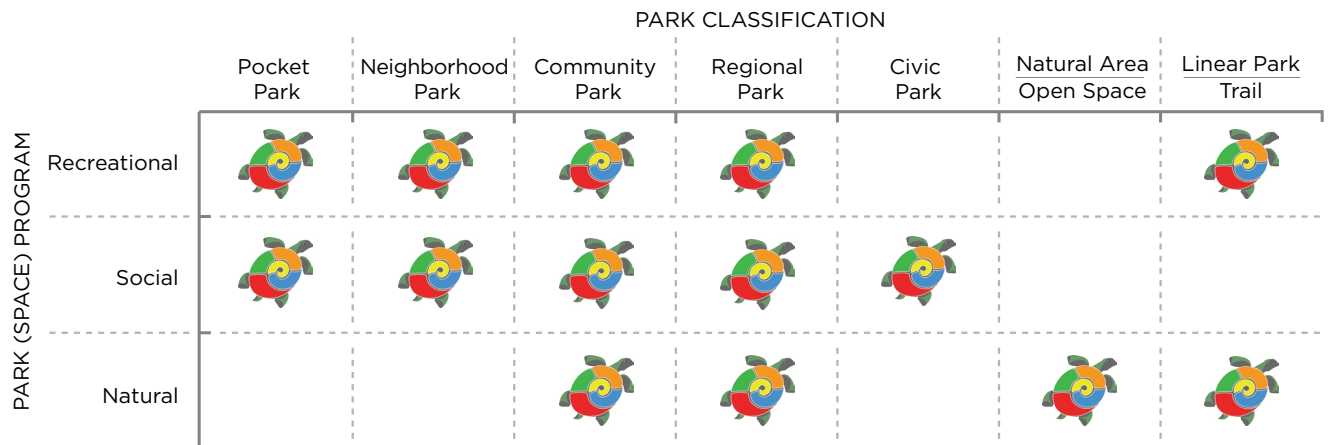 PARK CLASSIFICATION
Pocket
Park
Neighborhood
Park
Community
Park
Regional
Park
Civic
Park
Natural Area
Open Space
Linear Park
Trail
PARK (SPACE) PROGRAM
Recreational
Social
Natural